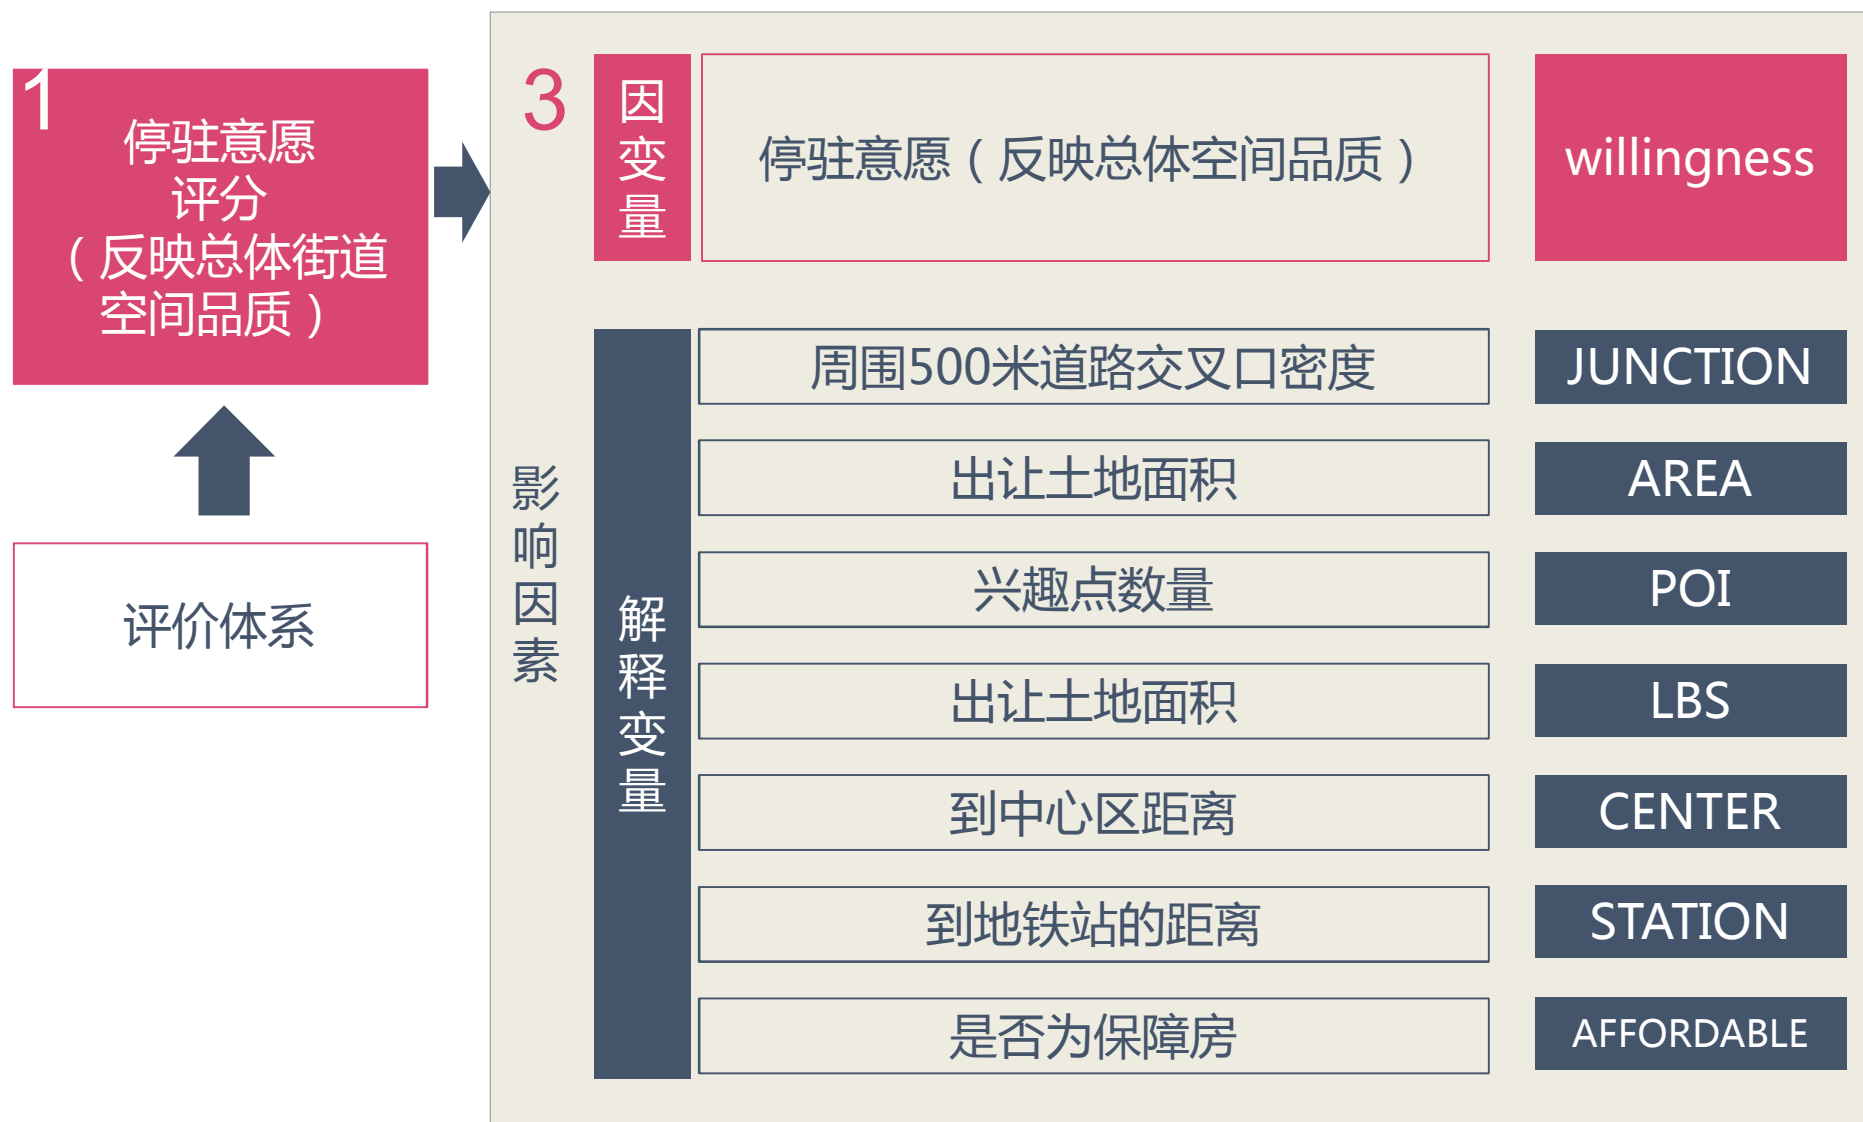 1
停驻意愿
评分
（反映总体街道
空间品质）
评价体系
3
影响因素
因变量
停驻意愿（反映总体空间品质）
willingness
解释变量
周围500米道路交叉口密度
JUNCTION
出让土地面积
AREA
兴趣点数量
POI
出让土地面积
LBS
到中心区距离
CENTER
到地铁站的距离
STATION
是否为保障房
AFFORDABLE